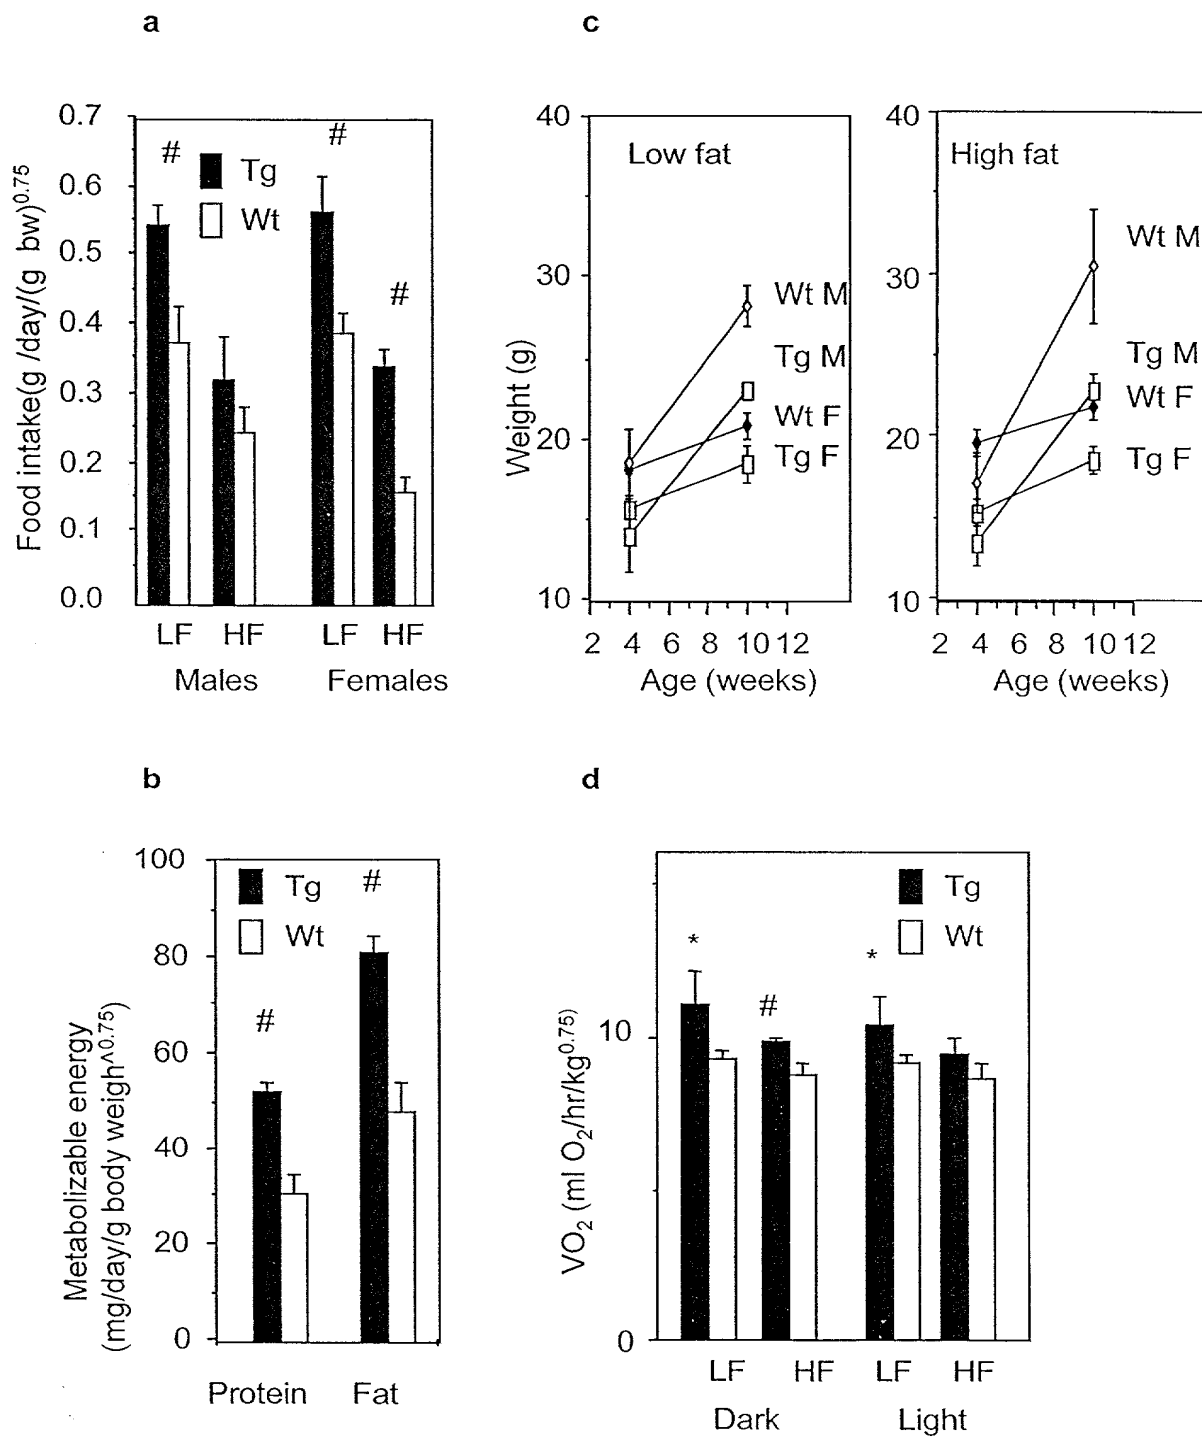 a
0.7
0.6
0.5
0.4
0.3
0.2
0.1
0.0
Food intake(g /day/(g bw)^0.75
#
#
#
Tg
Wt
LF HF LF HF
Males Females
c
40
30
20
10
Weight (g)
Low fat
Wt M
Tg M
Wt F
Tg F
2 4 6 8 10 12
Age (weeks)
40
30
20
10
High fat
Wt M
Tg M
Wt F
Tg F
2 4 6 8 10 12
Age (weeks)
b
100
80
60
40
20
0
Metabolizable energy
(mg/day/g body weigh^0.75)
Tg
Wt
#
#
Protein Fat
d
10
0
VO2 (ml O2/hr/kg^0.75)
Tg
Wt
*
#
*
LF HF LF HF
Dark Light